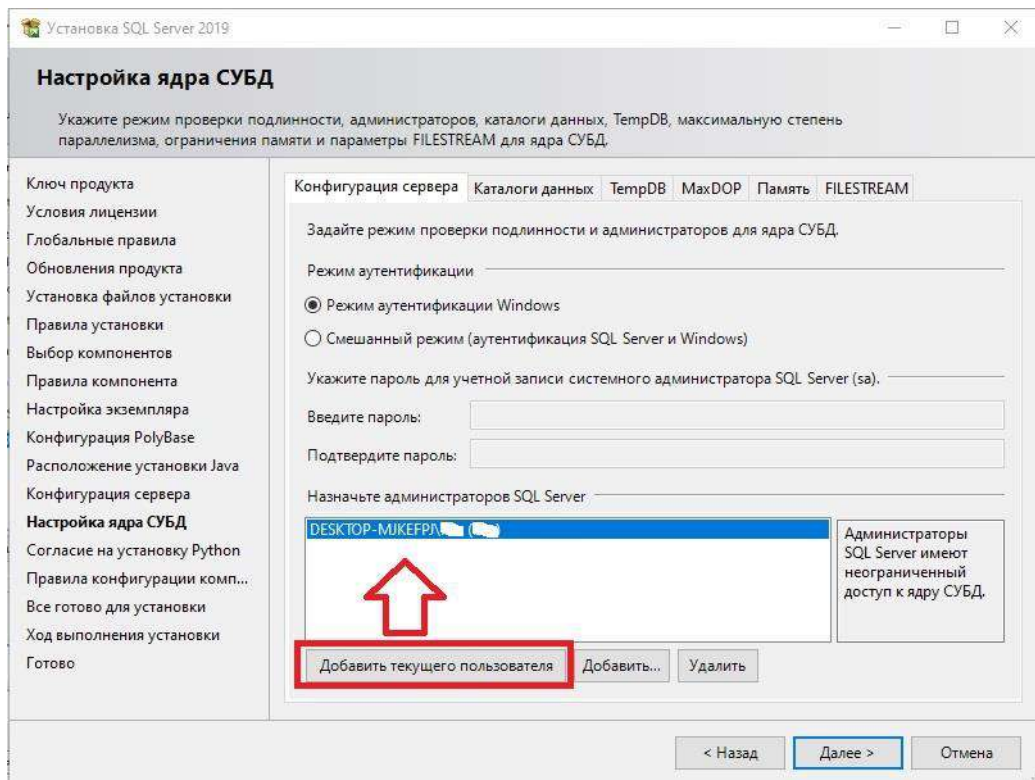 Установка SQL Server 2019
Настройка ядра СУБД
Укажите режим проверки подлинности, администраторов, каталоги данных, TempDB, максимальную степень
параллелизма, ограничения памяти и параметры FILESTREAM для ядра СУБД.
Ключ продукта
Условия лицензии
Глобальные правила
Обновления продукта
Установка файлов установки
Правила установки
Выбор компонентов
Правила компонента
Настройка экземпляра
Конфигурация PolyBase
Расположение установки Java
Конфигурация сервера
Настройка ядра СУБД
Согласие на установку Python
Правила конфигурации комп...
Все готово для установки
Ход выполнения установки
Готово
Конфигурация сервера Каталоги данных TempDB MaxDOP Память FILESTREAM
Задайте режим проверки подлинности и администраторов для ядра СУБД.
Режим аутентификации
Режим аутентификации Windows
Смешанный режим (аутентификация SQL Server и Windows)
Укажите пароль для учетной записи системного администратора SQL Server (sa).
Введите пароль:
Подтвердите пароль:
Назначьте администраторов SQL Server
DESKTOP-MJKEFPJ\
Администраторы
SQL Server имеют
неограниченный
доступ к ядру СУБД.
Добавить текущего пользователя Добавить... Удалить
< Назад Далее > Отмена